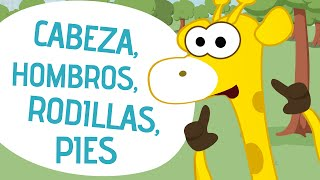 CABEZA,
HOMBROS,
RODILLAS,
PIES